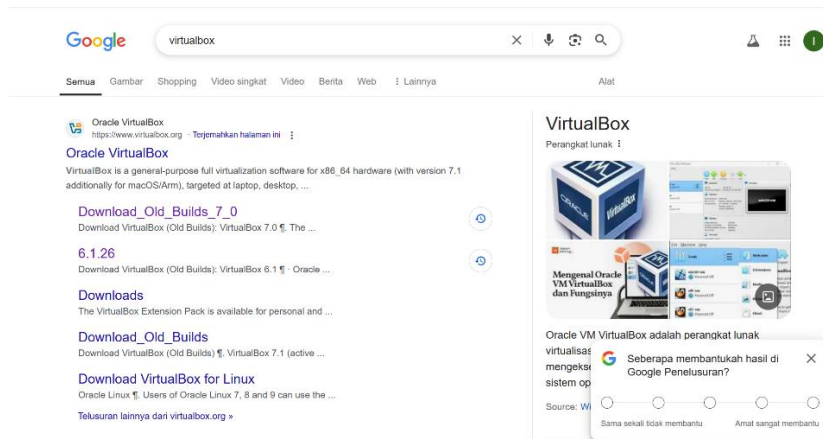 Google
virtualbox
I
Semua Gambar Shopping Video singkat Video Berita Web Lainnya Alat
Oracle VirtualBox
https://www.virtualbox.org · Terjemahkan halaman ini
Oracle VirtualBox
VirtualBox is a general-purpose full virtualization software for x86_64 hardware (with version 7.1
additionally for macOS/Arm), targeted at laptop, desktop, ...
Download_Old_Builds_7_0
Download VirtualBox (Old Builds): VirtualBox 7.0 ¶. The ...
6.1.26
Download VirtualBox (Old Builds): VirtualBox 6.1 ¶ · Oracle ...
Downloads
The VirtualBox Extension Pack is available for personal and ...
Download_Old_Builds
Download VirtualBox (Old Builds) ¶. VirtualBox 7.1 (active ...
Download VirtualBox for Linux
Oracle Linux ¶. Users of Oracle Linux 7, 8 and 9 can use the ...
Telusuran lainnya dari virtualbox.org »
VirtualBox
Perangkat lunak
ORACLE
VirtualBox
Mengenal Oracle
VM VirtualBox
dan Fungsinya
Oracle VM VirtualBox adalah perangkat lunak
virtualisas
mengekse
sistem op
Source: Wi
Seberapa membantukah hasil di
Google Penelusuran?
Sama sekali tidak membantu Amat sangat membantu